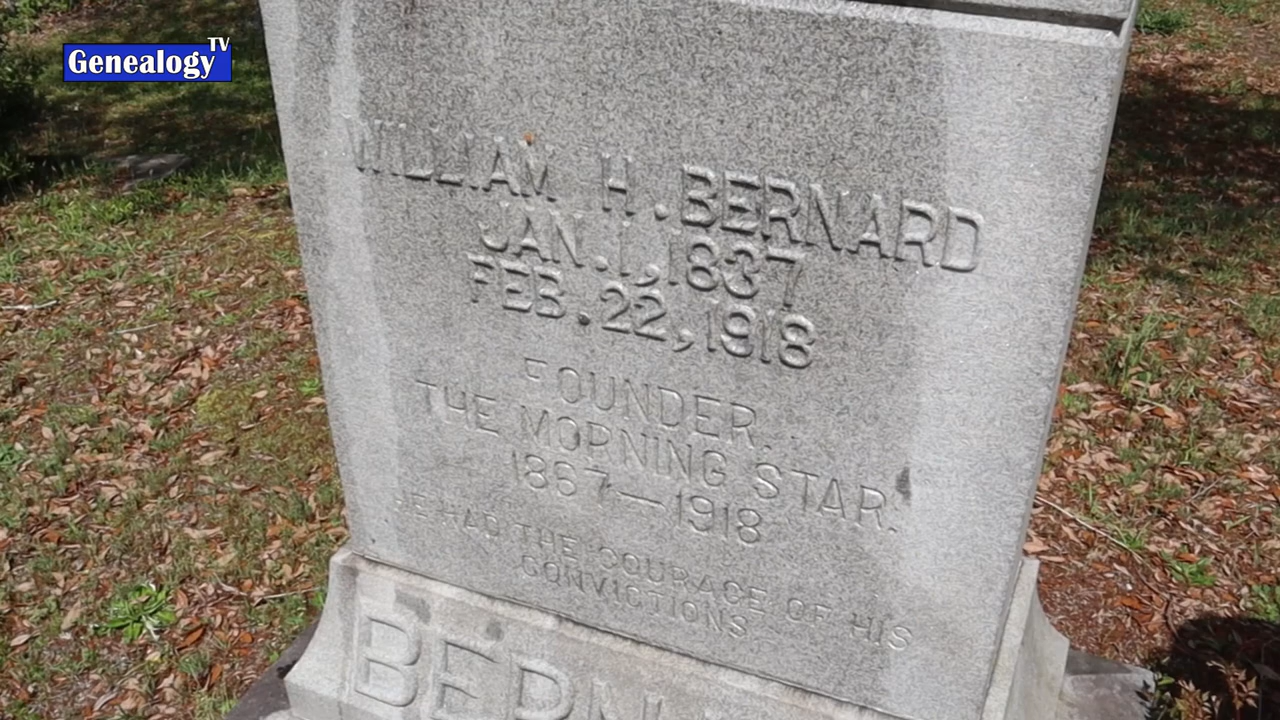 Genealogy TV
WILLIAM H. BERNARD
JAN. 1, 1837
FEB. 22, 1918
FOUNDER.
THE MORNING STAR.
1867—1918
HE HAD THE COURAGE OF HIS
CONVICTIONS